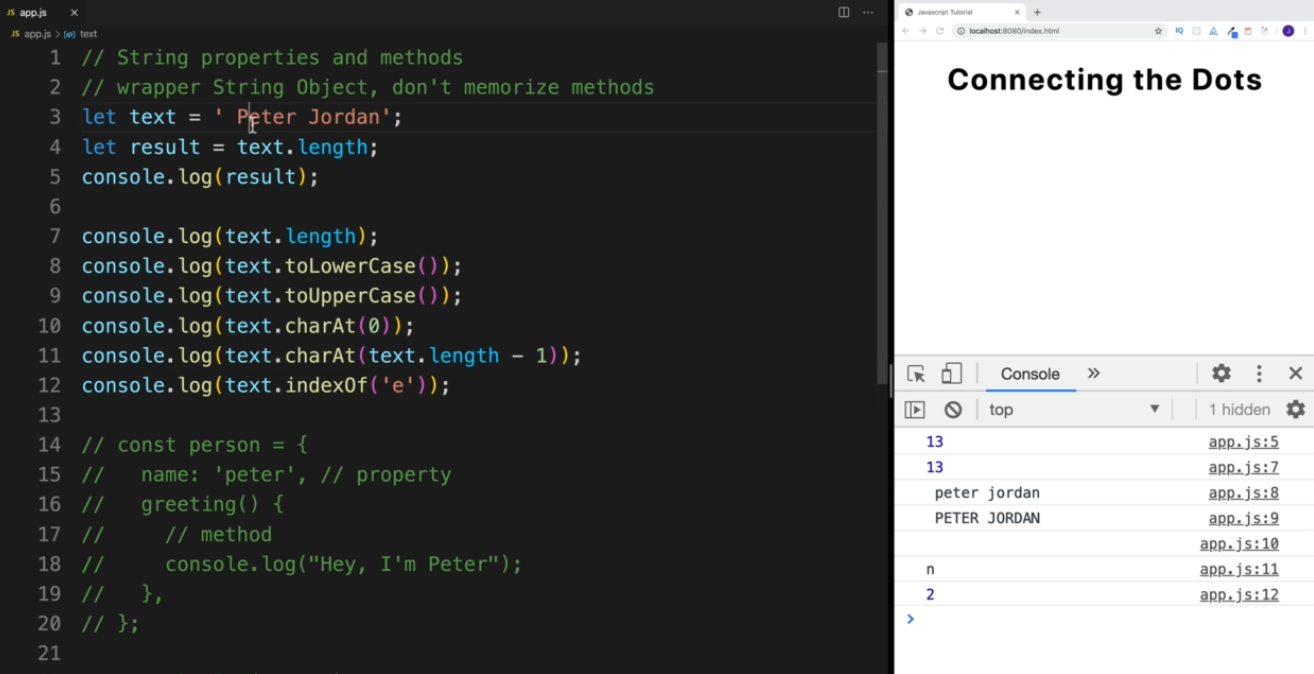 JS app.js ×
JS app.js > text
1 // String properties and methods
2 // wrapper String Object, don't memorize methods
3 let text = ' Peter Jordan';
4 let result = text.length;
5 console.log(result);
6
7 console.log(text.length);
8 console.log(text.toLowerCase());
9 console.log(text.toUpperCase());
10 console.log(text.charAt(0));
11 console.log(text.charAt(text.length - 1));
12 console.log(text.indexOf('e'));
13
14 // const person = {
15 //   name: 'peter', // property
16 //   greeting() {
17 //     // method
18 //     console.log("Hey, I'm Peter");
19 //   },
20 // };
21
Javascript Tutorial × +
localhost:8080/index.html
IQ
J
Connecting the Dots
Console »
top 1 hidden
13 app.js:5
13 app.js:7
 peter jordan app.js:8
 PETER JORDAN app.js:9
app.js:10
n app.js:11
2 app.js:12
>